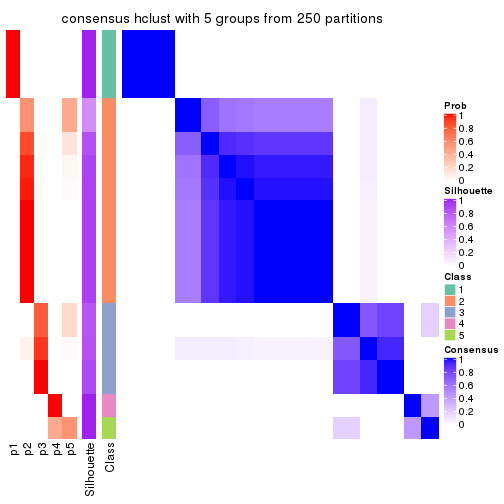 consensus hclust with 5 groups from 250 partitions
Prob
1
0.8
0.6
0.4
0.2
0
Silhouette
1
0.8
0.6
0.4
0.2
0
Class
1
2
3
4
5
Consensus
1
0.8
0.6
0.4
0.2
0
p1
p2
p3
p4
p5
Silhouette
Class